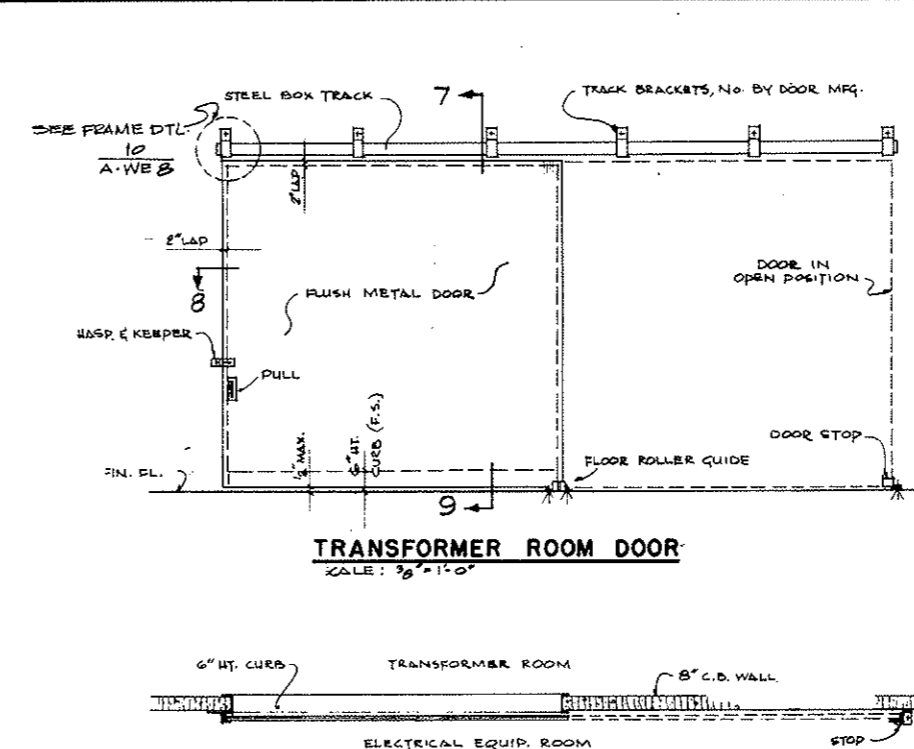 STEEL BOX TRACK
7
TRACK BRACKETS, No. BY DOOR MFG.
SEE FRAME DTL.
10
A-WE 8
2" LAP
2" LAP
8
FLUSH METAL DOOR
DOOR IN
OPEN POSITION
HASP & KEEPER
PULL
1/2" MAX.
6" HT.
CURB (F.S.)
DOOR STOP
FLOOR ROLLER GUIDE
FIN. FL.
9
TRANSFORMER ROOM DOOR
SCALE: 3/8" = 1'-0"
6" HT. CURB
TRANSFORMER ROOM
8" C.B. WALL
ELECTRICAL EQUIP. ROOM
STOP